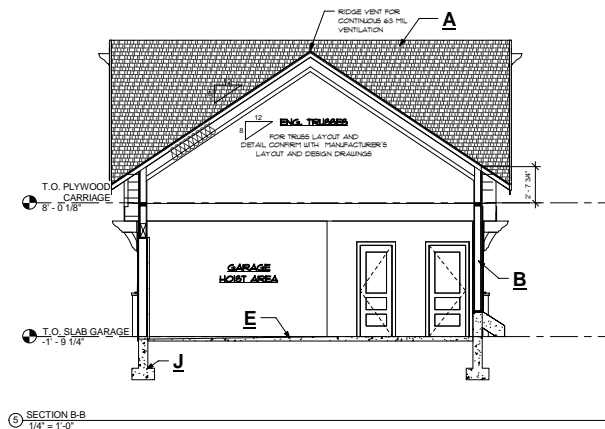 RIDGE VENT FOR
CONTINUOUS 63 MIL
VENTILATION
A
12
12
8
ENG. TRUSSES
FOR TRUSS LAYOUT AND
DETAIL CONFIRM WITH MANUFACTURER'S
LAYOUT AND DESIGN DRAWINGS
2' - 7 3/4"
T.O. PLYWOOD
CARRIAGE
8' - 0 1/8"
GARAGE
HOIST AREA
B
E
T.O. SLAB GARAGE
-1' - 9 1/4"
J
5
SECTION B-B
1/4" = 1'-0"